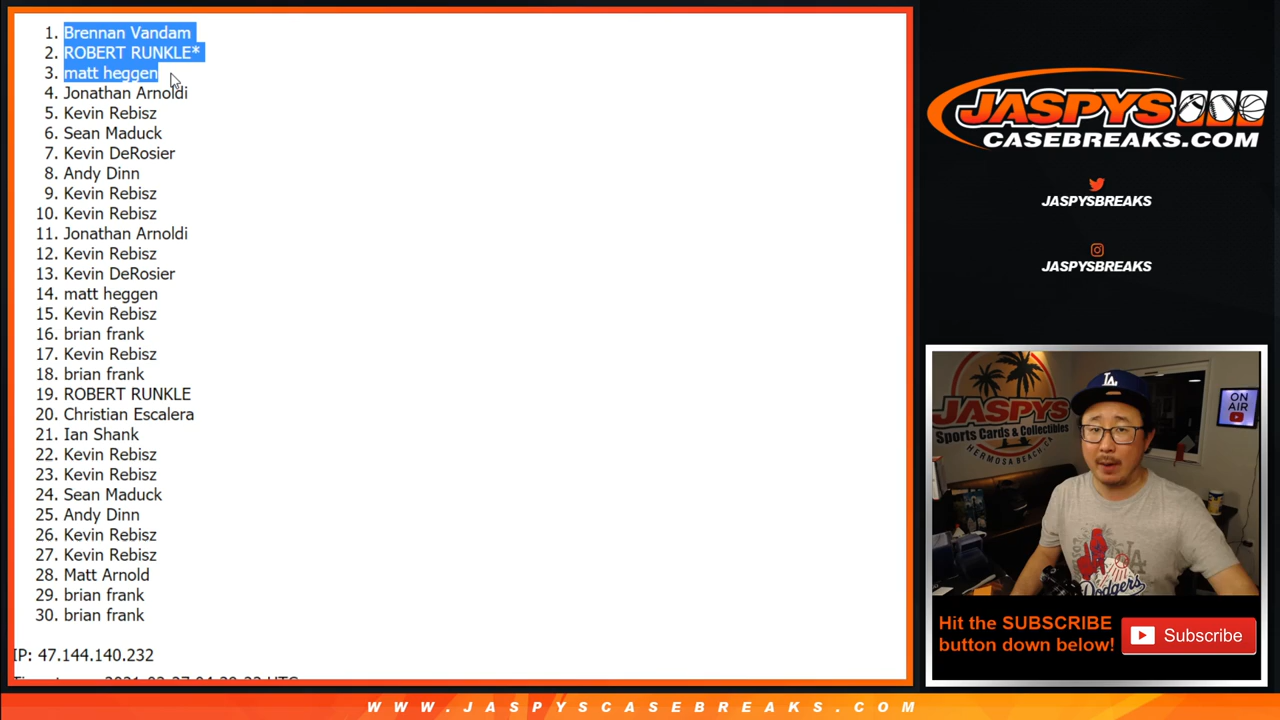 1. Brennan Vandam
2. ROBERT RUNKLE*
3. matt heggen
4. Jonathan Arnoldi
5. Kevin Rebisz
6. Sean Maduck
7. Kevin DeRosier
8. Andy Dinn
9. Kevin Rebisz
10. Kevin Rebisz
11. Jonathan Arnoldi
12. Kevin Rebisz
13. Kevin DeRosier
14. matt heggen
15. Kevin Rebisz
16. brian frank
17. Kevin Rebisz
18. brian frank
19. ROBERT RUNKLE
20. Christian Escalera
21. Ian Shank
22. Kevin Rebisz
23. Kevin Rebisz
24. Sean Maduck
25. Andy Dinn
26. Kevin Rebisz
27. Kevin Rebisz
28. Matt Arnold
29. brian frank
30. brian frank
IP: 47.144.140.232
JASPYS
CASEBREAKS.COM
JASPYSBREAKS
JASPYSBREAKS
JASPYS
Sports Cards & Collectibles
HERMOSA BEACH, CA
ON
AIR
LA
LA
Dodgers
Hit the SUBSCRIBE
button down below!
Subscribe
WWW.JASPYSCASEBREAKS.COM